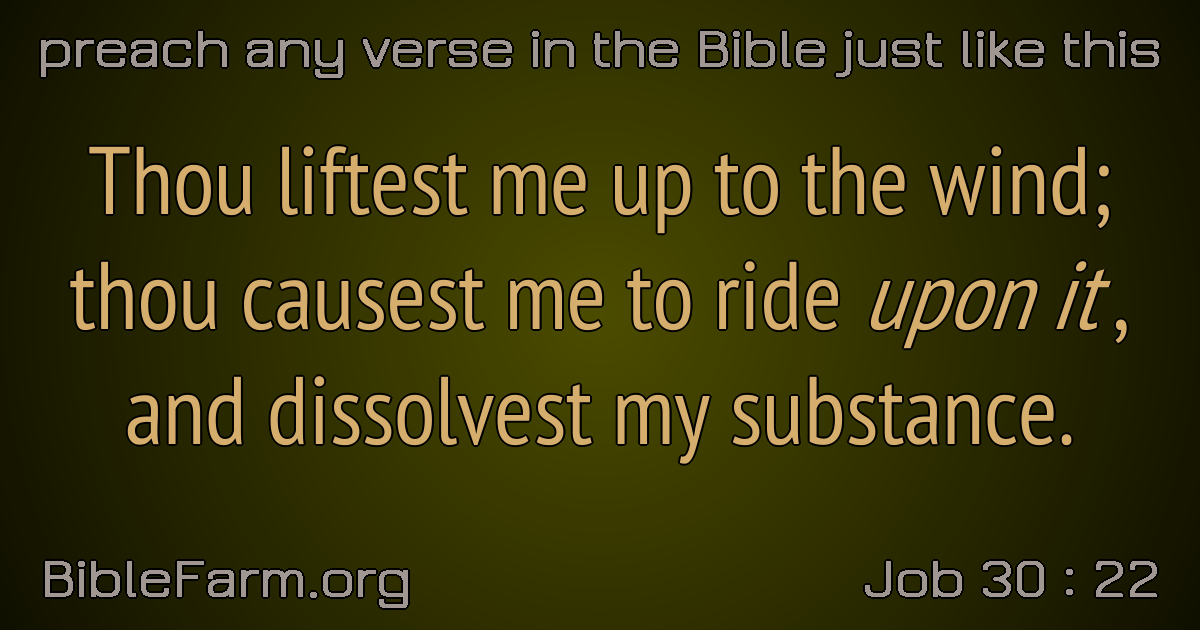 preach any verse in the Bible just like this
Thou liftest me up to the wind;
thou causest me to ride upon it,
and dissolvest my substance.
BibleFarm.org
Job 30 : 22